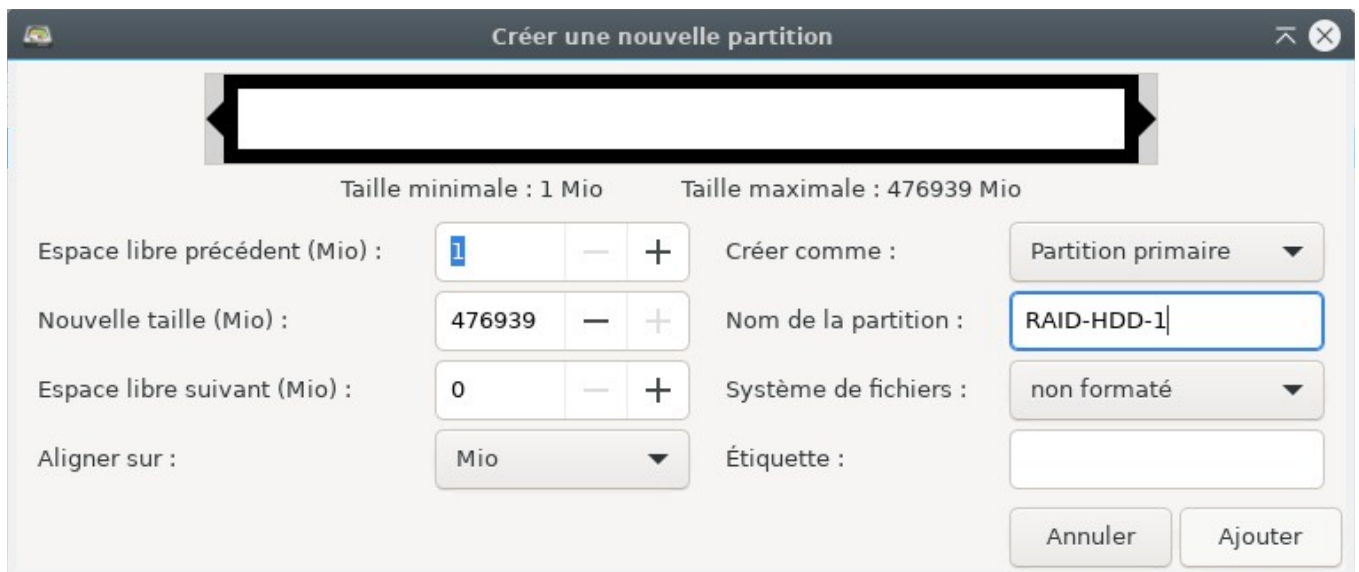 Créer une nouvelle partition
Taille minimale : 1 Mio Taille maximale : 476939 Mio
Espace libre précédent (Mio) : 1 Créer comme : Partition primaire
Nouvelle taille (Mio) : 476939 Nom de la partition : RAID-HDD-1
Espace libre suivant (Mio) : 0 Système de fichiers : non formaté
Aligner sur : Mio Étiquette :
Annuler Ajouter